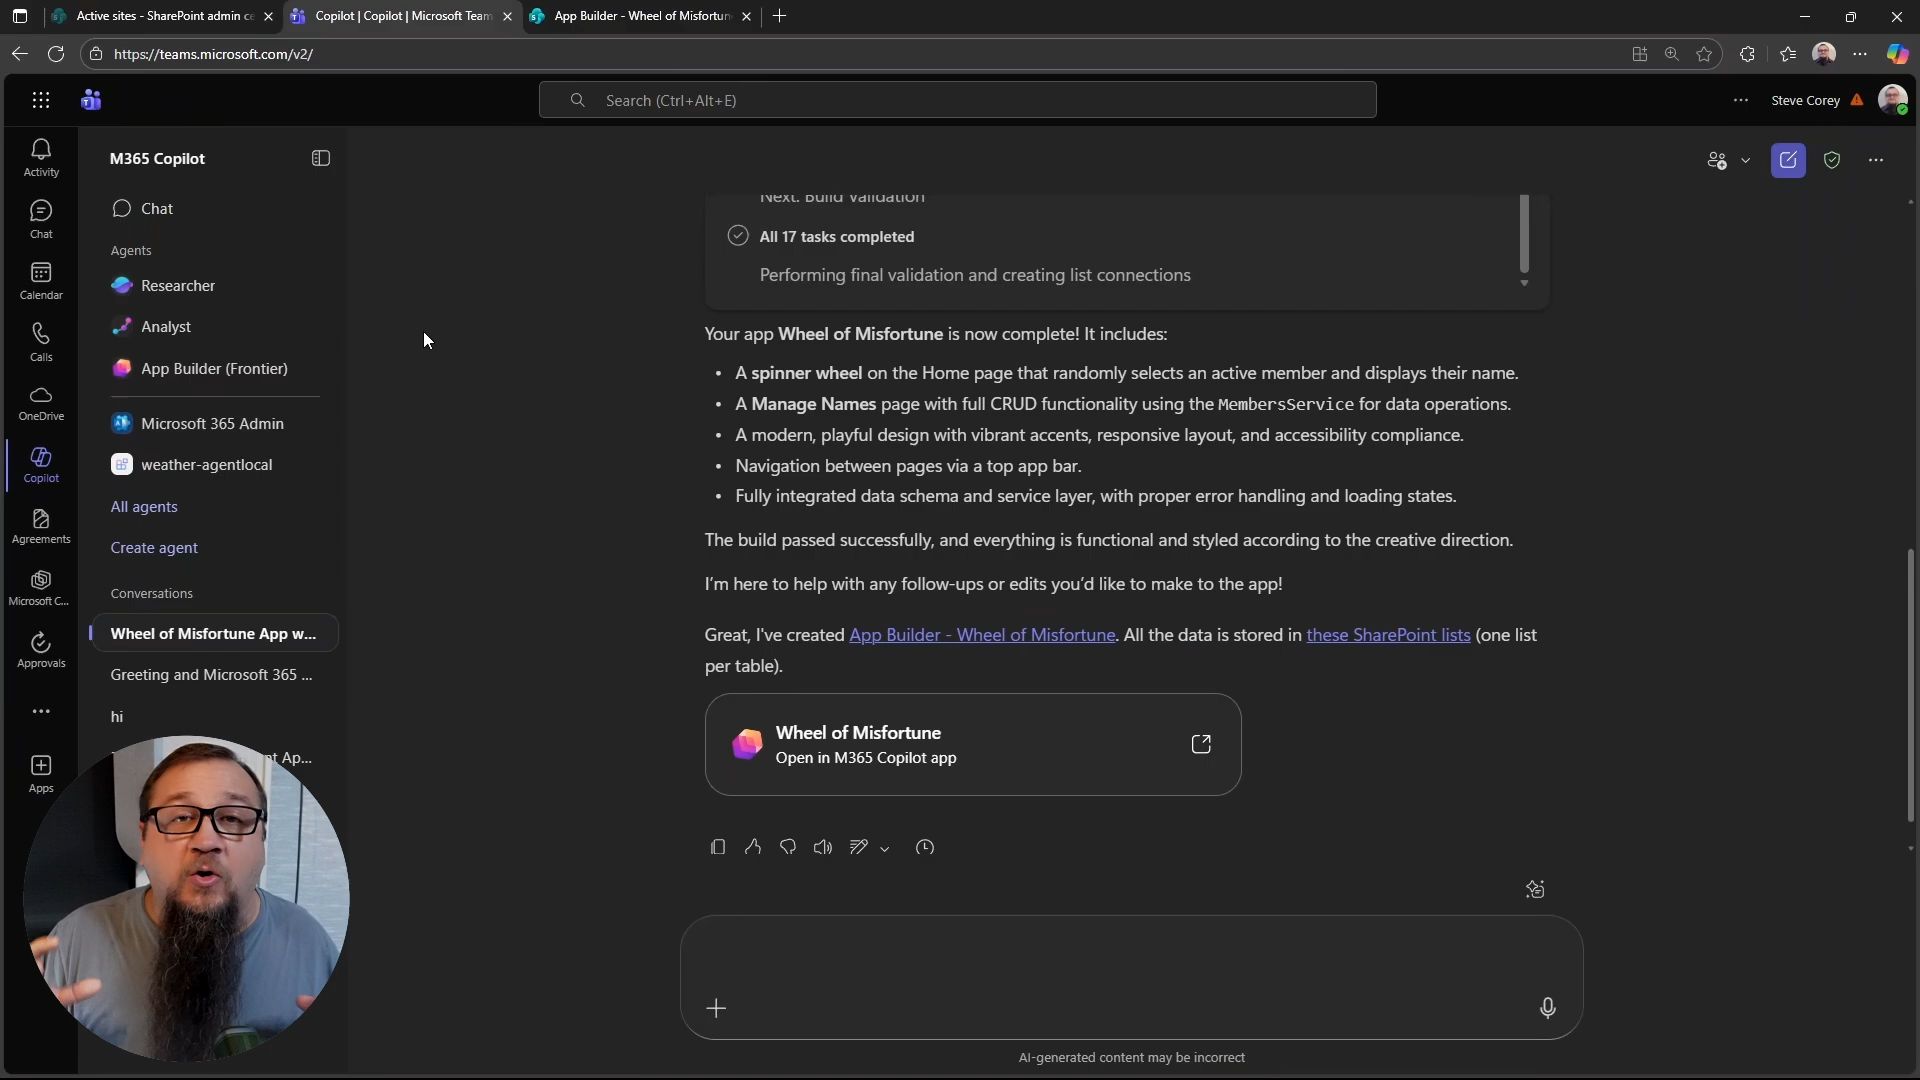 Active sites - SharePoint admin ce
Copilot | Copilot | Microsoft Team
App Builder - Wheel of Misfortun
https://teams.microsoft.com/v2/
Search (Ctrl+Alt+E)
Steve Corey
Activity
Chat
Calendar
Calls
OneDrive
Copilot
Agreements
Microsoft C...
Approvals
Apps
M365 Copilot
Chat
Agents
Researcher
Analyst
App Builder (Frontier)
Microsoft 365 Admin
weather-agentlocal
All agents
Create agent
Conversations
Wheel of Misfortune App w...
Greeting and Microsoft 365 ...
hi
Ap...
Next: Build Validation
All 17 tasks completed
Performing final validation and creating list connections
Your app Wheel of Misfortune is now complete! It includes:
• A spinner wheel on the Home page that randomly selects an active member and displays their name.
• A Manage Names page with full CRUD functionality using the MembersService for data operations.
• A modern, playful design with vibrant accents, responsive layout, and accessibility compliance.
• Navigation between pages via a top app bar.
• Fully integrated data schema and service layer, with proper error handling and loading states.
The build passed successfully, and everything is functional and styled according to the creative direction.
I'm here to help with any follow-ups or edits you'd like to make to the app!
Great, I've created App Builder - Wheel of Misfortune. All the data is stored in these SharePoint lists (one list
per table).
Wheel of Misfortune
Open in M365 Copilot app
AI-generated content may be incorrect